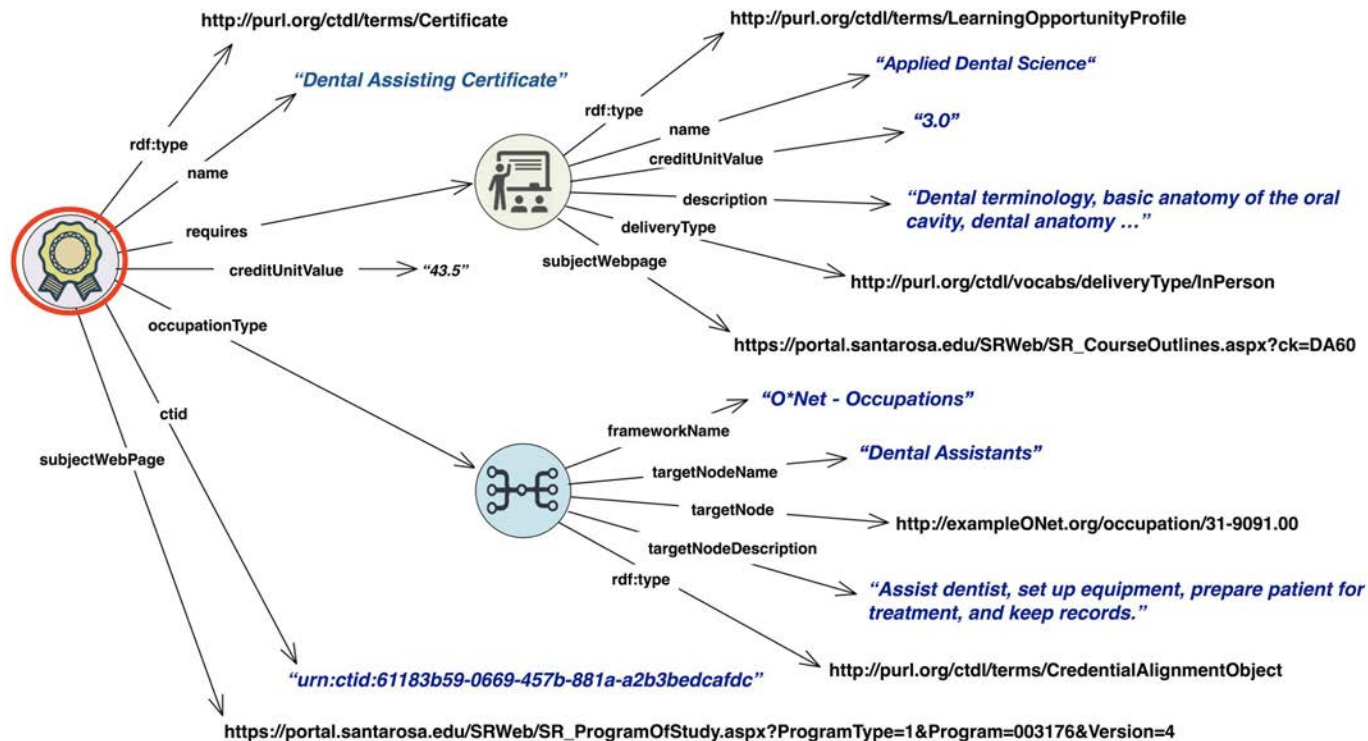 http://purl.org/ctdl/terms/Certificate
http://purl.org/ctdl/terms/LearningOpportunityProfile
“Dental Assisting Certificate”
“Applied Dental Science“
rdf:type
rdf:type
name
“3.0”
creditUnitValue
rdf:type
name
description
“Dental terminology, basic anatomy of the oral
cavity, dental anatomy …”
requires
deliveryType
subjectWebpage
creditUnitValue
“43.5”
http://purl.org/ctdl/vocabs/deliveryType/InPerson
occupationType
https://portal.santarosa.edu/SRWeb/SR_CourseOutlines.aspx?ck=DA60
“O*Net - Occupations”
ctid
frameworkName
subjectWebPage
“Dental Assistants”
targetNodeName
targetNode
http://exampleONet.org/occupation/31-9091.00
targetNodeDescription
rdf:type
“Assist dentist, set up equipment, prepare patient for
treatment, and keep records.”
http://purl.org/ctdl/terms/CredentialAlignmentObject
“urn:ctid:61183b59-0669-457b-881a-a2b3bedcafdc”
https://portal.santarosa.edu/SRWeb/SR_ProgramOfStudy.aspx?ProgramType=1&Program=003176&Version=4